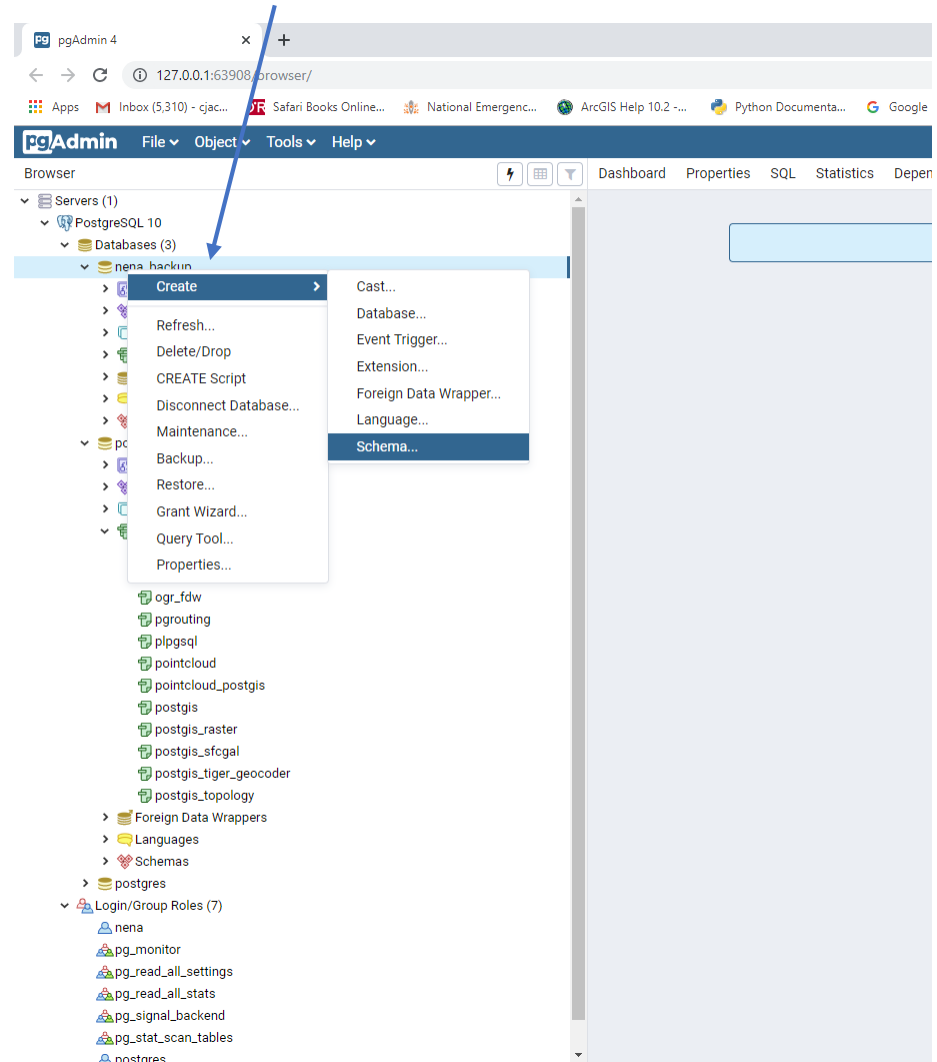 pgAdmin 4
127.0.0.1:63908/browser/
Apps Inbox (5,310) - cjac... Safari Books Online... National Emergenc... ArcGIS Help 10.2 -... Python Documenta... Google
pgAdmin File Object Tools Help
Browser
Dashboard Properties SQL Statistics Depen
Servers (1)
PostgreSQL 10
Databases (3)
nena_backup
Create
Refresh...
Delete/Drop
CREATE Script
Disconnect Database...
Maintenance...
Backup...
Restore...
Grant Wizard...
Query Tool...
Properties...
Cast...
Database...
Event Trigger...
Extension...
Foreign Data Wrapper...
Language...
Schema...
po
ogr_fdw
pgrouting
plpgsql
pointcloud
pointcloud_postgis
postgis
postgis_raster
postgis_sfcgal
postgis_tiger_geocoder
postgis_topology
Foreign Data Wrappers
Languages
Schemas
postgres
Login/Group Roles (7)
nena
pg_monitor
pg_read_all_settings
pg_read_all_stats
pg_signal_backend
pg_stat_scan_tables
postgres